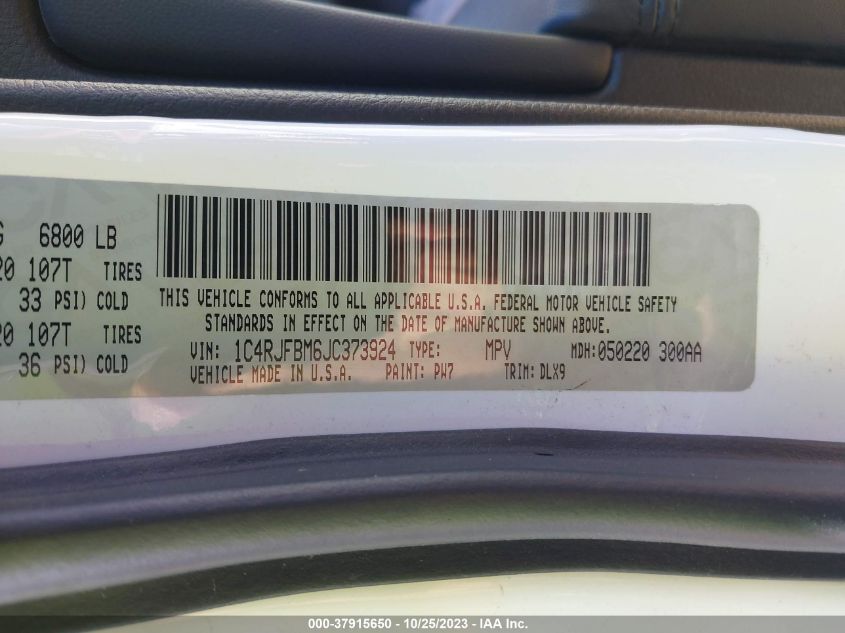 G 6800 LB
20 107T TIRES
33 PSI) COLD
20 107T TIRES
36 PSI) COLD
THIS VEHICLE CONFORMS TO ALL APPLICABLE U.S.A. FEDERAL MOTOR VEHICLE SAFETY
STANDARDS IN EFFECT ON THE DATE OF MANUFACTURE SHOWN ABOVE.
VIN: 1C4RJFBM6JC373924 TYPE: MPV MDH:050220 300AA
VEHICLE MADE IN U.S.A. PAINT: PW7 TRIM: DLX9
000-37915650 - 10/25/2023 - IAA Inc.